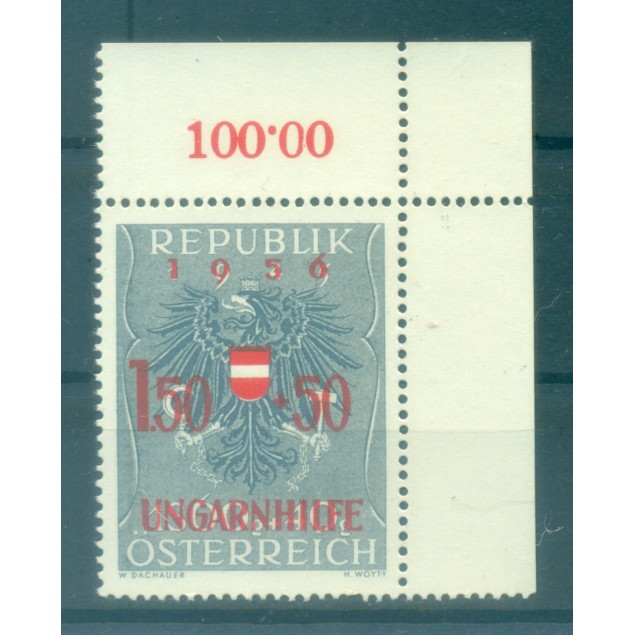 100·00
REPUBLIK
1956
1.50 + 50
UNGARNHILFE
ÖSTERREICH
W. DACHAUER H. WOYTY